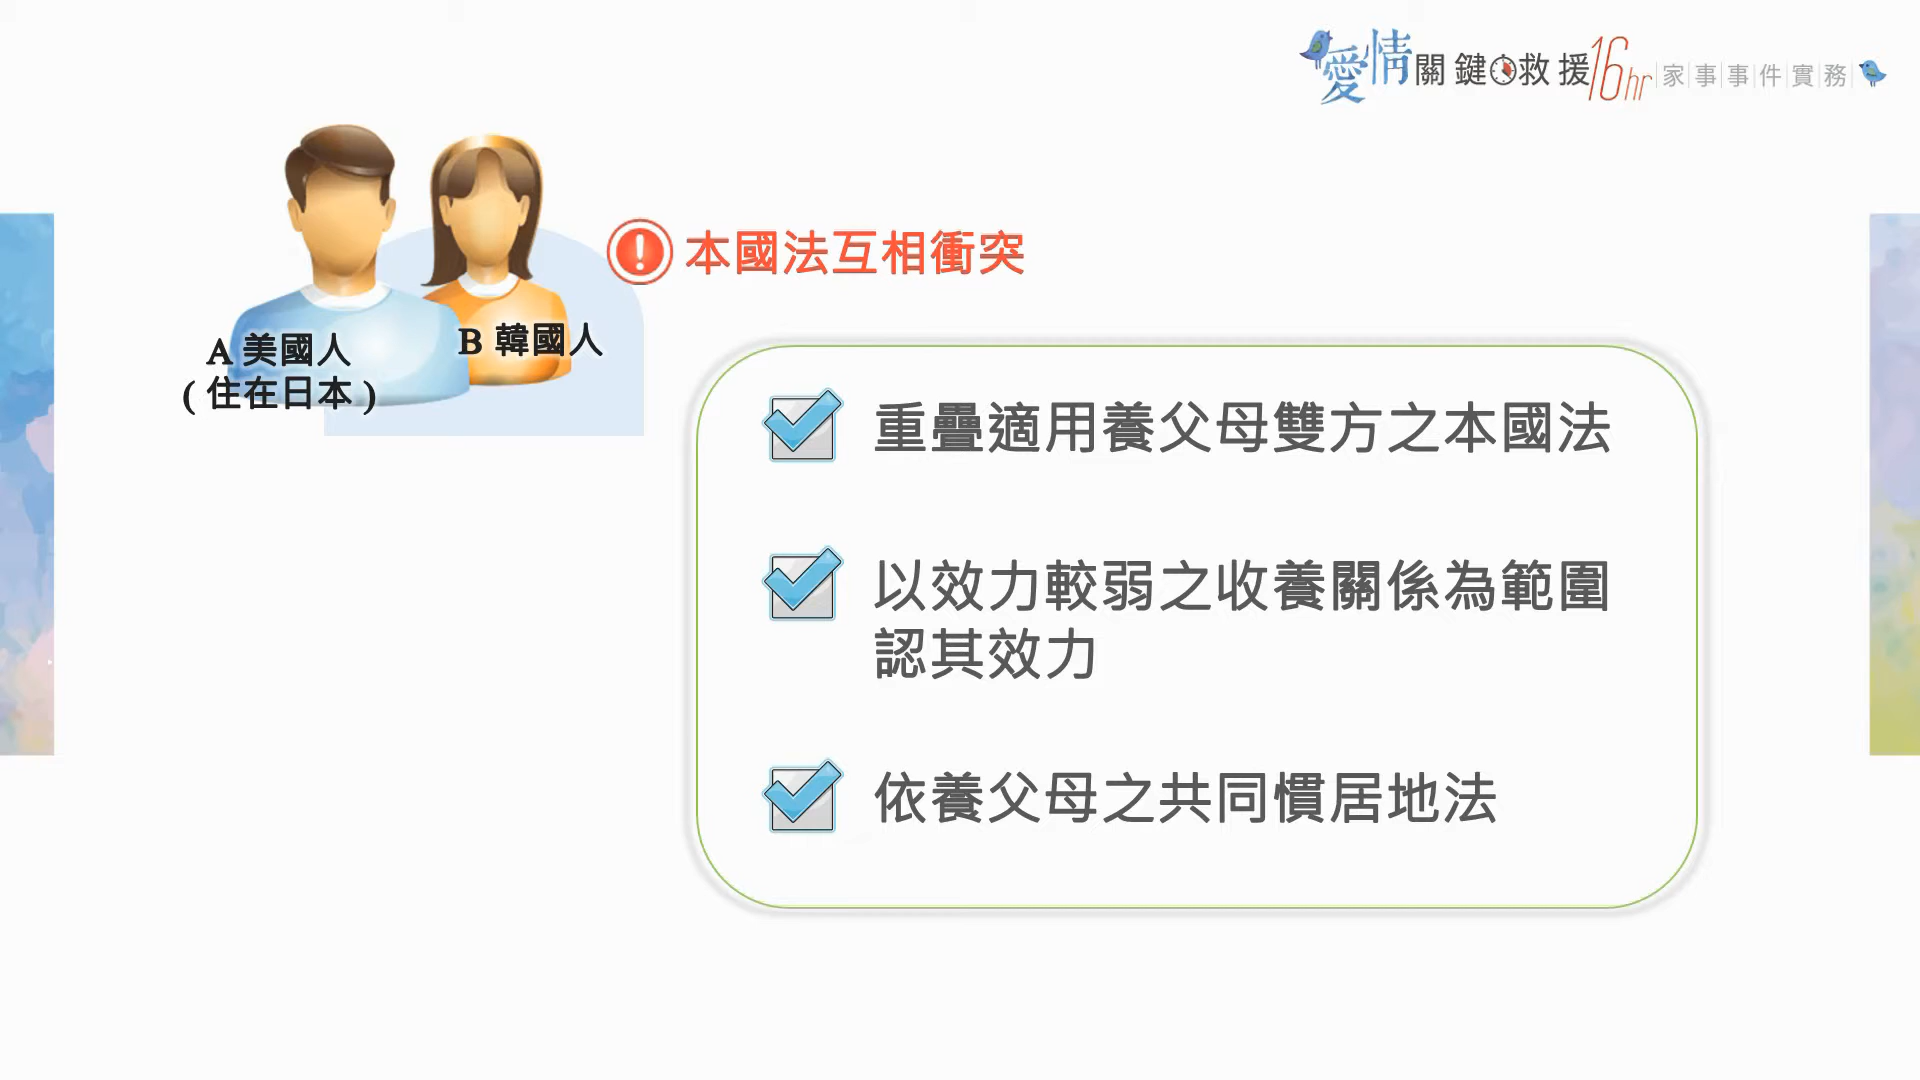 愛情關鍵救援16hr家事事件實務
本國法互相衝突
A 美國人
( 住在日本 )
B 韓國人
重疊適用養父母雙方之本國法
以效力較弱之收養關係為範圍
認其效力
依養父母之共同慣居地法